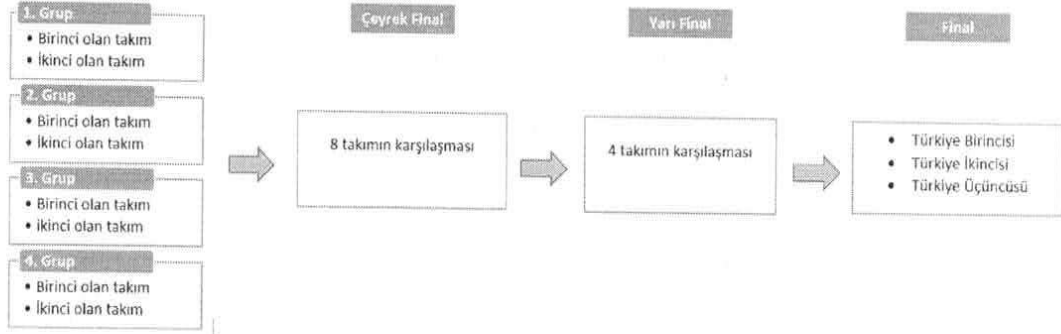 1. Grup
• Birinci olan takım
• İkinci olan takım
2. Grup
• Birinci olan takım
• İkinci olan takım
3. Grup
• Birinci olan takım
• ikinci olan takım
4. Grup
• Birinci olan takım
• İkinci olan takım
Çeyrek Final
8 takımın karşılaşması
Yarı Final
4 takımın karşılaşması
Final
• Türkiye Birincisi
• Türkiye İkincisi
• Türkiye Üçüncüsü